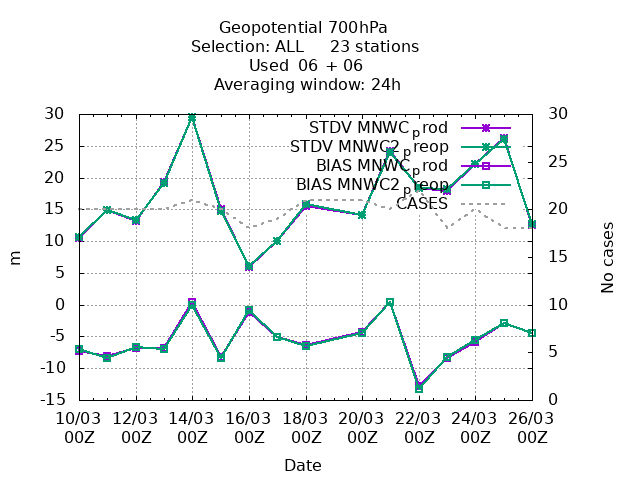 Geopotential 700hPa
Selection: ALL 23 stations
Used 06 + 06
Averaging window: 24h
30 30
25 25
20 20
15 15
10 10
5 5
0 0
-5
-10
-15
m
No cases
STDV MNWC_prod
STDV MNWC2_preop
BIAS MNWC_prod
BIAS MNWC2_preop
CASES
10/03 12/03 14/03 16/03 18/03 20/03 22/03 24/03 26/03
00Z 00Z 00Z 00Z 00Z 00Z 00Z 00Z 00Z
Date